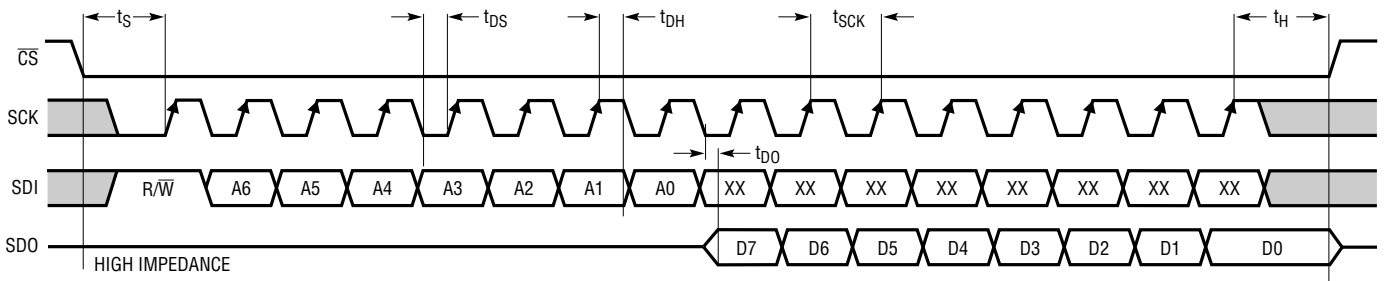 tS tDS tDH tSCK tH
CS
SCK
tDO
SDI R/W A6 A5 A4 A3 A2 A1 A0 XX XX XX XX XX XX XX XX
SDO D7 D6 D5 D4 D3 D2 D1 D0
HIGH IMPEDANCE